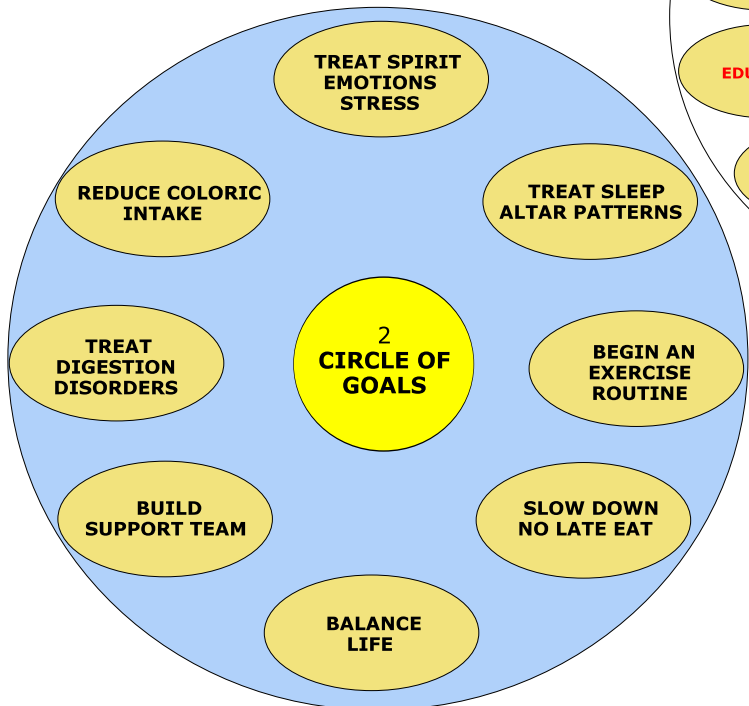 TREAT SPIRIT
EMOTIONS
STRESS
REDUCE COLORIC
INTAKE
TREAT SLEEP
ALTAR PATTERNS
TREAT
DIGESTION
DISORDERS
2
CIRCLE OF
GOALS
BEGIN AN
EXERCISE
ROUTINE
BUILD
SUPPORT TEAM
SLOW DOWN
NO LATE EAT
BALANCE
LIFE